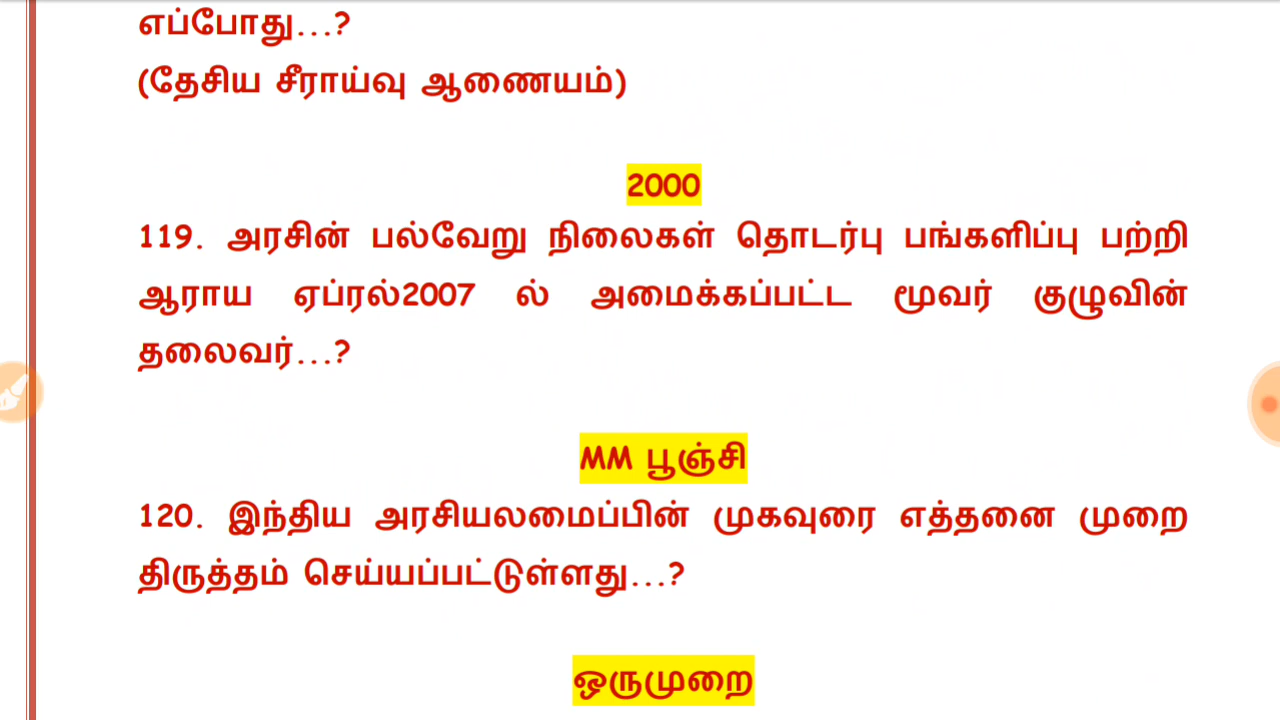 எப்போது...?
(தேசிய சீராய்வு ஆணையம்)
2000
119. அரசின் பல்வேறு நிலைகள் தொடர்பு பங்களிப்பு பற்றி
ஆராய ஏப்ரல்2007 ல் அமைக்கப்பட்ட மூவர் குழுவின்
தலைவர்...?
MM பூஞ்சி
120. இந்திய அரசியலமைப்பின் முகவுரை எத்தனை முறை
திருத்தம் செய்யப்பட்டுள்ளது...?
ஒருமுறை